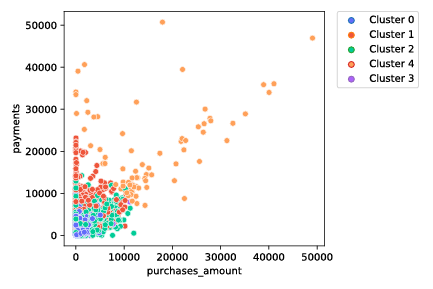 50000
40000
30000
20000
10000
0
payments
0
10000
20000
30000
40000
50000
purchases_amount
Cluster 0
Cluster 1
Cluster 2
Cluster 4
Cluster 3